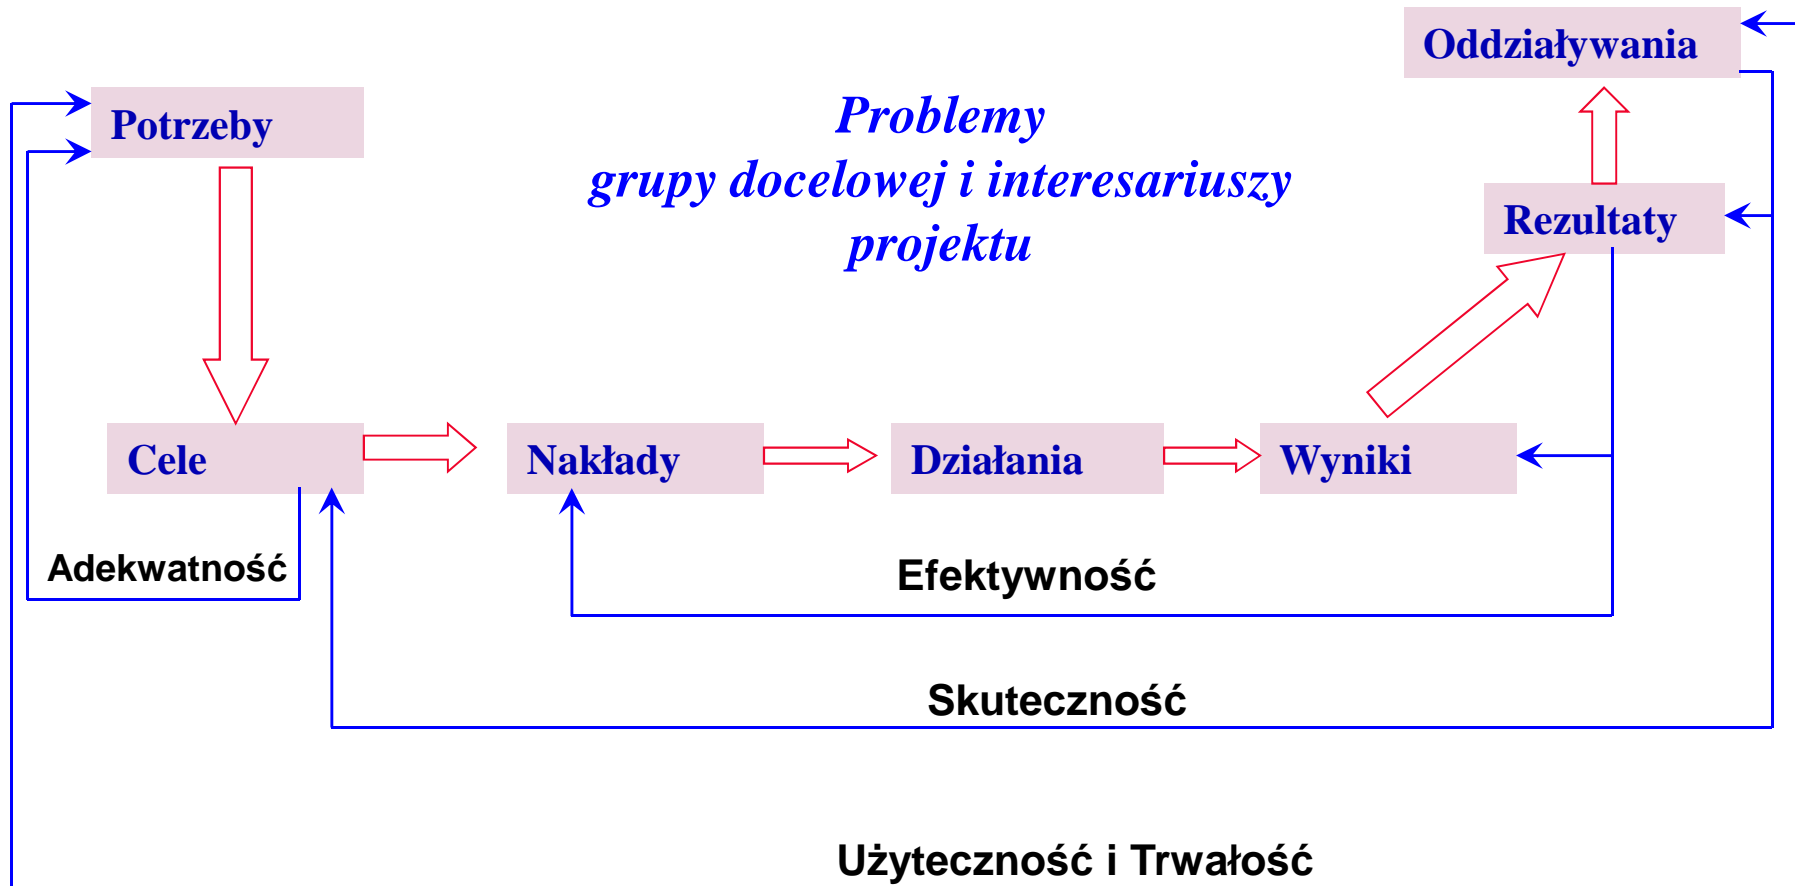 Oddziaływania
Potrzeby
Problemy
grupy docelowej i interesariuszy
projektu
Rezultaty
Cele
Nakłady
Działania
Wyniki
Adekwatność
Efektywność
Skuteczność
Użyteczność i Trwałość